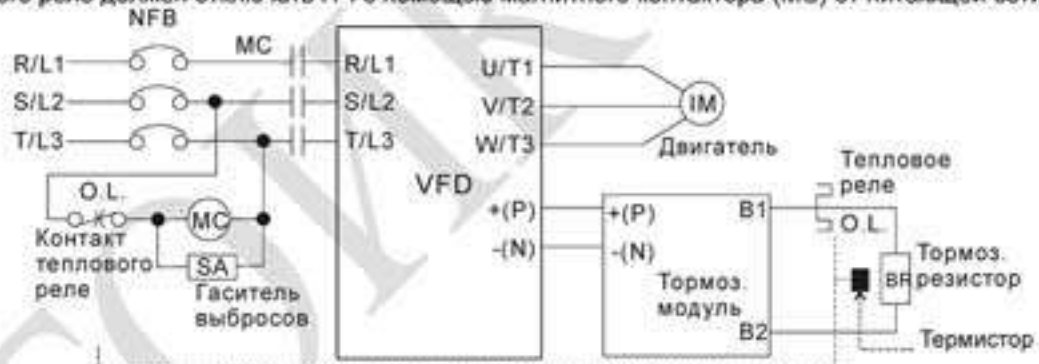 NFB
MC
R/L1
S/L2
T/L3
R/L1
S/L2
T/L3
U/T1
V/T2
W/T3
IM
Двигатель
VFD
+(P)
-(N)
+(P)
-(N)
B1
B2
Тормоз.
модуль
Тепловое
реле
O.L.
BR
Тормоз.
резистор
Термистор
O.L.
MC
SA
Контакт
теплового
реле
Гаситель
выбросов